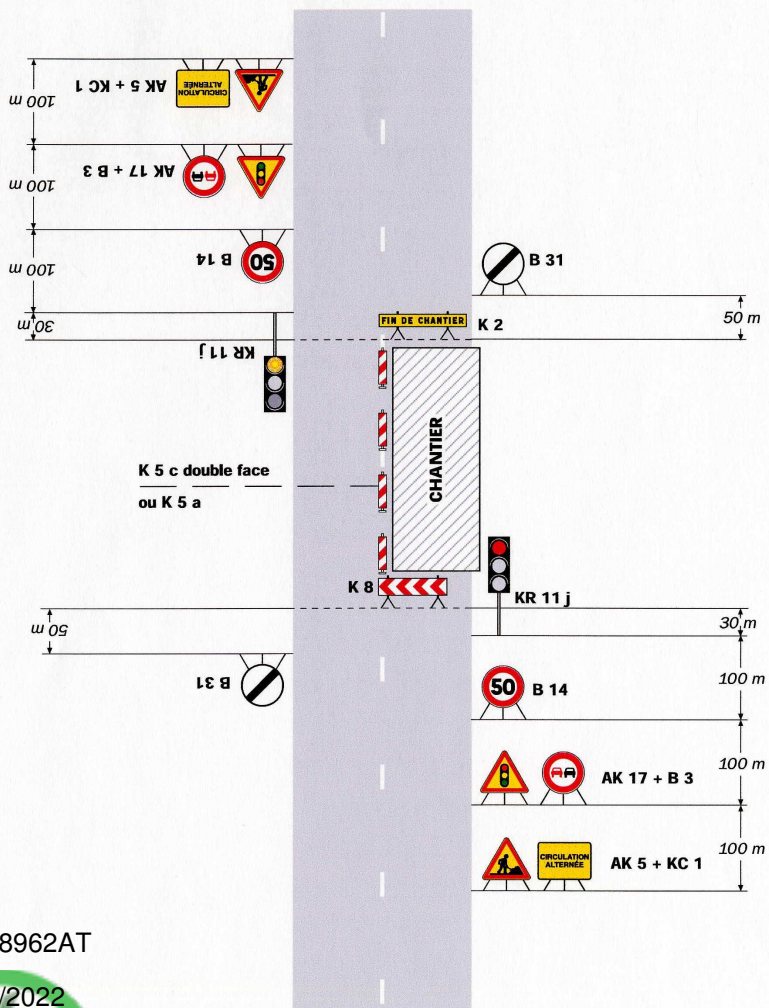 AK 5 + KC 1
CIRCULATION
ALTERNÉE
100 m
AK 17 + B 3
100 m
B 14
50
100 m
B 31
30 m
KR 11 j
FIN DE CHANTIER
K 2
50 m
CHANTIER
K 5 c double face
ou K 5 a
K 8
KR 11 j
50 m
30 m
B 31
50
B 14
100 m
AK 17 + B 3
100 m
CIRCULATION
ALTERNÉE
AK 5 + KC 1
100 m
8962AT
/2022